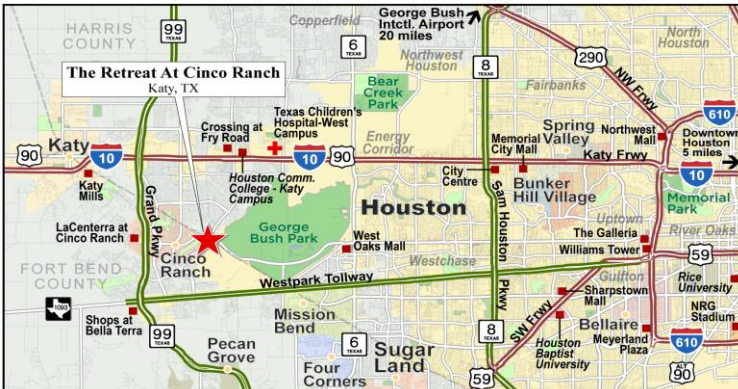 HARRIS
COUNTY
99
TEXAS
Copperfield
6
TEXAS
George Bush
Intctl. Airport
20 miles
8
TEXAS
North
Houston
290
NW Frwy
Northwest
Houston
Fairbanks
The Retreat At Cinco Ranch
Katy, TX
Bear
Creek
Park
610
Crossing at
Fry Road
Texas Children's
Hospital-West
Campus
Energy
Corridor
Memorial
City Mall
Spring
Valley
Northwest
Mall
Downtown
Houston
5 miles
Katy
90
10
Katy
Mills
10
90
Houston Comm.
College - Katy
Campus
City
Centre
Katy Frwy
10
Bunker
Hill Village
Memorial
Park
Grand Pkwy
LaCenterra at
Cinco Ranch
Cinco
Ranch
George
Bush Park
Houston
West
Oaks Mall
Sam Houston
Pkwy
Uptown
River Oaks
The Galleria
Williams Tower
59
FORT BEND
COUNTY
Westpark Tollway
Westchase
Gulfton
Rice
University
1093
Shops at
Bella Terra
99
TEXAS
Mission
Bend
Sharpstown
Mall
SW Frwy
NRG
Stadium
Pecan
Grove
6
TEXAS
Four
Corners
Sugar
Land
8
TEXAS
59
Houston
Baptist
University
Bellaire
Meyerland
Plaza
610
ALT
90